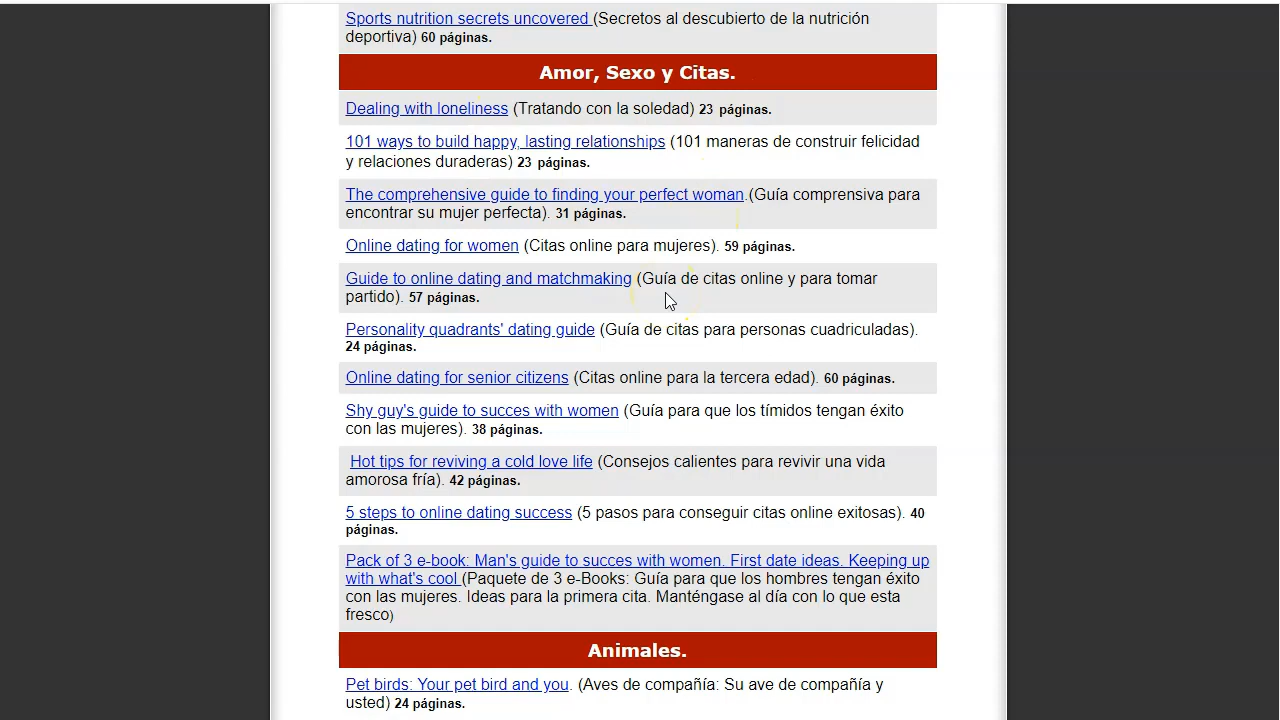 Sports nutrition secrets uncovered (Secretos al descubierto de la nutrición
deportiva) 60 páginas.
Amor, Sexo y Citas.
Dealing with loneliness (Tratando con la soledad) 23 páginas.
101 ways to build happy, lasting relationships (101 maneras de construir felicidad
y relaciones duraderas) 23 páginas.
The comprehensive guide to finding your perfect woman.(Guía comprensiva para
encontrar su mujer perfecta). 31 páginas.
Online dating for women (Citas online para mujeres). 59 páginas.
Guide to online dating and matchmaking (Guía de citas online y para tomar
partido). 57 páginas.
Personality quadrants' dating guide (Guía de citas para personas cuadriculadas).
24 páginas.
Online dating for senior citizens (Citas online para la tercera edad). 60 páginas.
Shy guy's guide to succes with women (Guía para que los tímidos tengan éxito
con las mujeres). 38 páginas.
Hot tips for reviving a cold love life (Consejos calientes para revivir una vida
amorosa fría). 42 páginas.
5 steps to online dating success (5 pasos para conseguir citas online exitosas). 40
páginas.
Pack of 3 e-book: Man's guide to succes with women. First date ideas. Keeping up
with what's cool (Paquete de 3 e-Books: Guía para que los hombres tengan éxito
con las mujeres. Ideas para la primera cita. Manténgase al día con lo que esta
fresco)
Animales.
Pet birds: Your pet bird and you. (Aves de compañía: Su ave de compañía y
usted) 24 páginas.